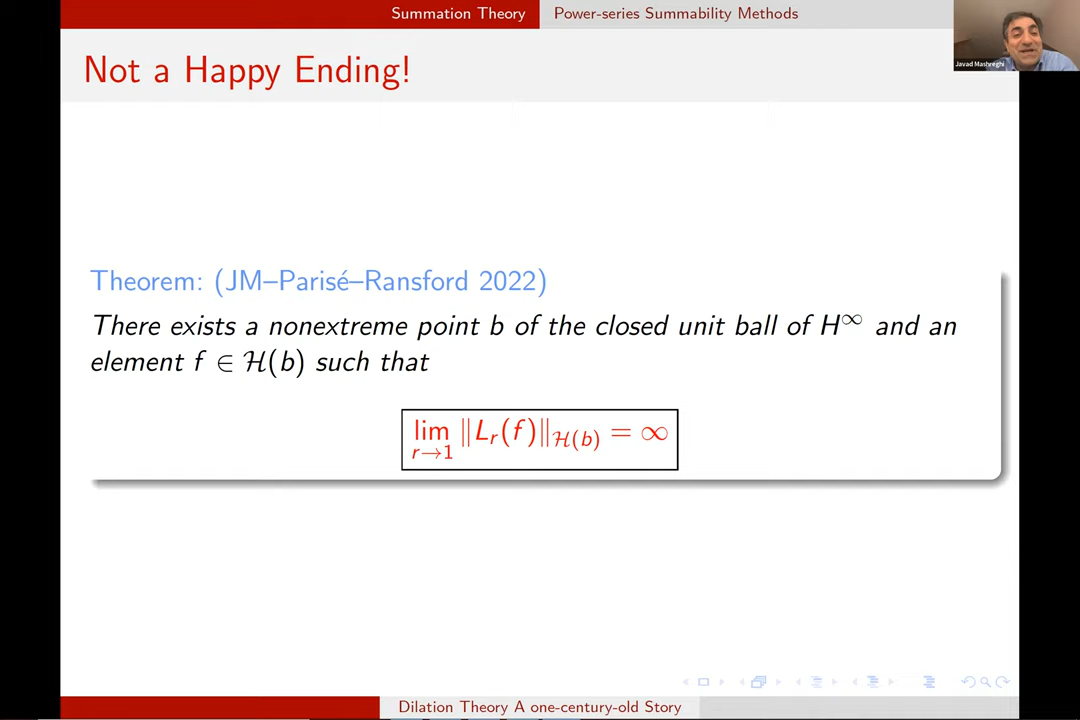 Summation Theory
Power-series Summability Methods
Javad Mashreghi
Not a Happy Ending!
Theorem: (JM–Parisé–Ransford 2022)
There exists a nonextreme point b of the closed unit ball of H∞ and an
element f ∈ ℋ(b) such that
lim ‖Lᵣ(f)‖ℋ(b) = ∞
r→1
Dilation Theory A one-century-old Story